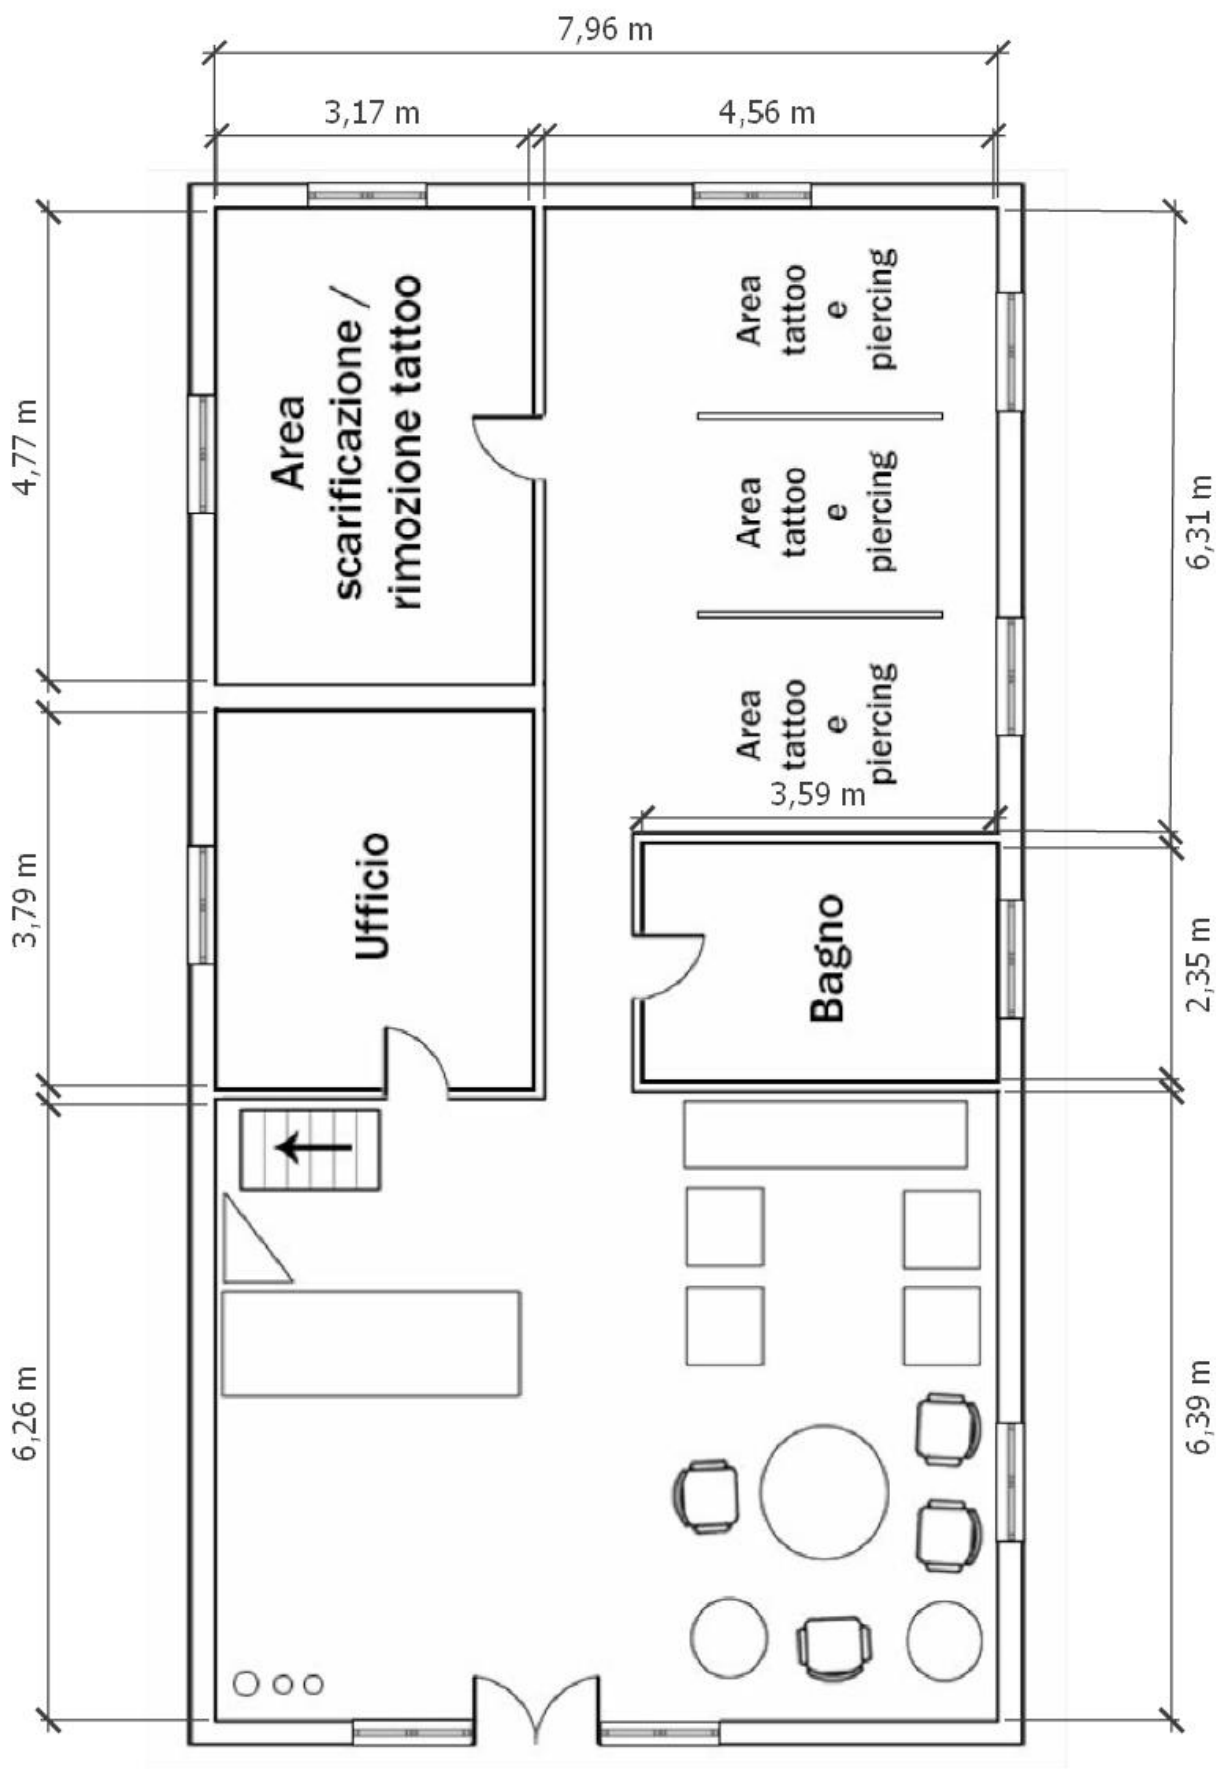 7,96 m
3,17 m
4,56 m
4,77 m
Area
scarificazione /
rimozione tattoo
Area
tattoo
e
piercing
Area
tattoo
e
piercing
6,31 m
Area
tattoo
e
piercing
3,59 m
3,79 m
Ufficio
Bagno
2,35 m
6,26 m
6,39 m